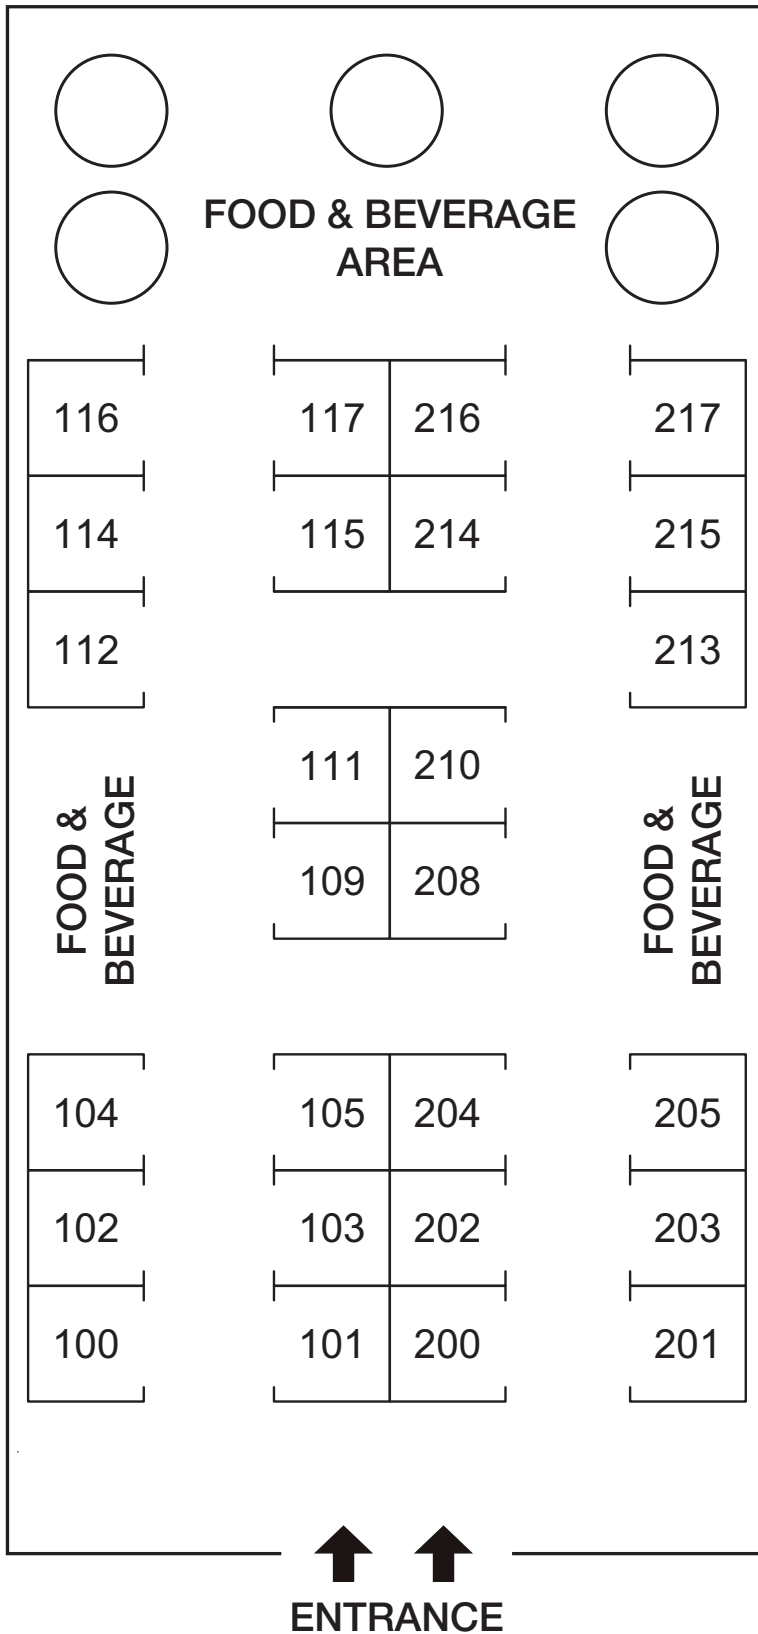 FOOD & BEVERAGE
AREA
116 117 216 217
114 115 214 215
112 213
111 210
FOOD &
BEVERAGE
109 208
FOOD &
BEVERAGE
104 105 204 205
102 103 202 203
100 101 200 201
ENTRANCE